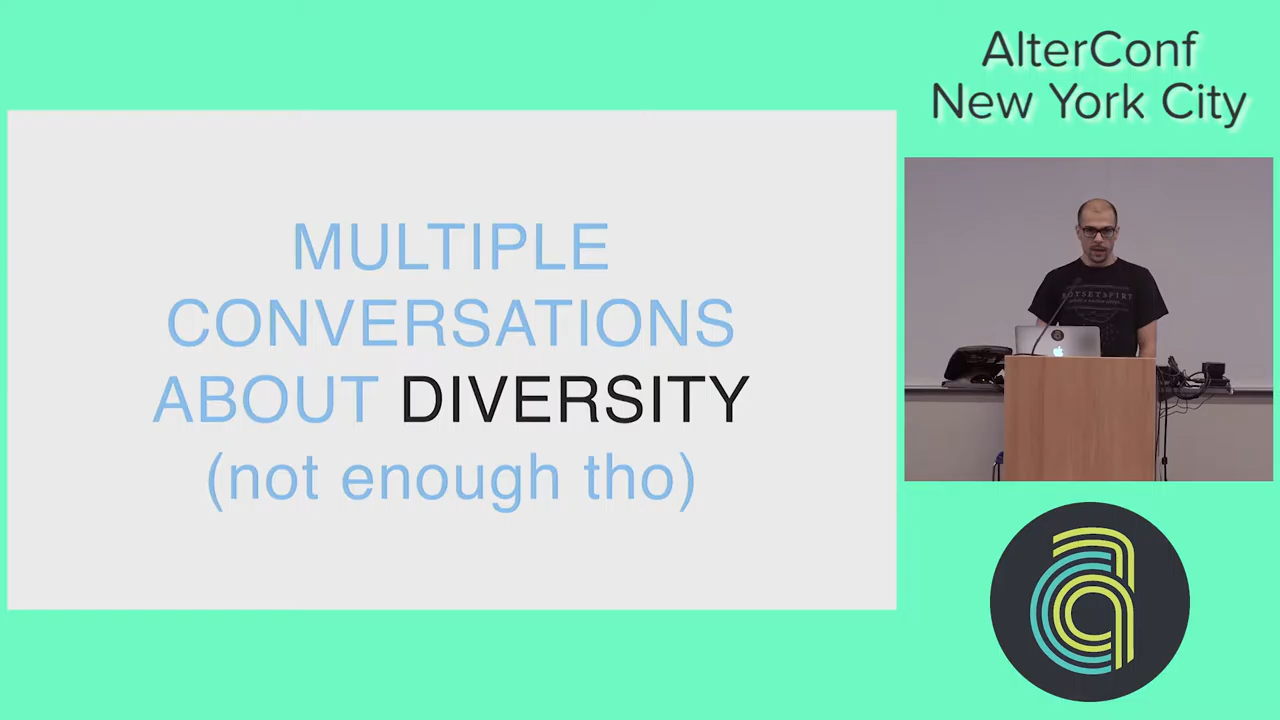 AlterConf
New York City
MULTIPLE
CONVERSATIONS
ABOUT DIVERSITY
(not enough tho)